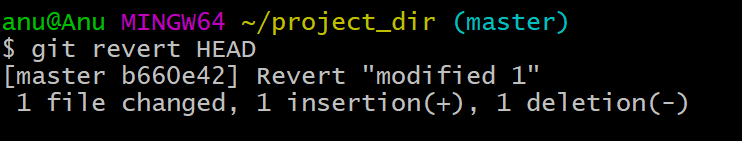 anu@Anu MINGW64 ~/project_dir (master)
$ git revert HEAD
[master b660e42] Revert "modified 1"
 1 file changed, 1 insertion(+), 1 deletion(-)